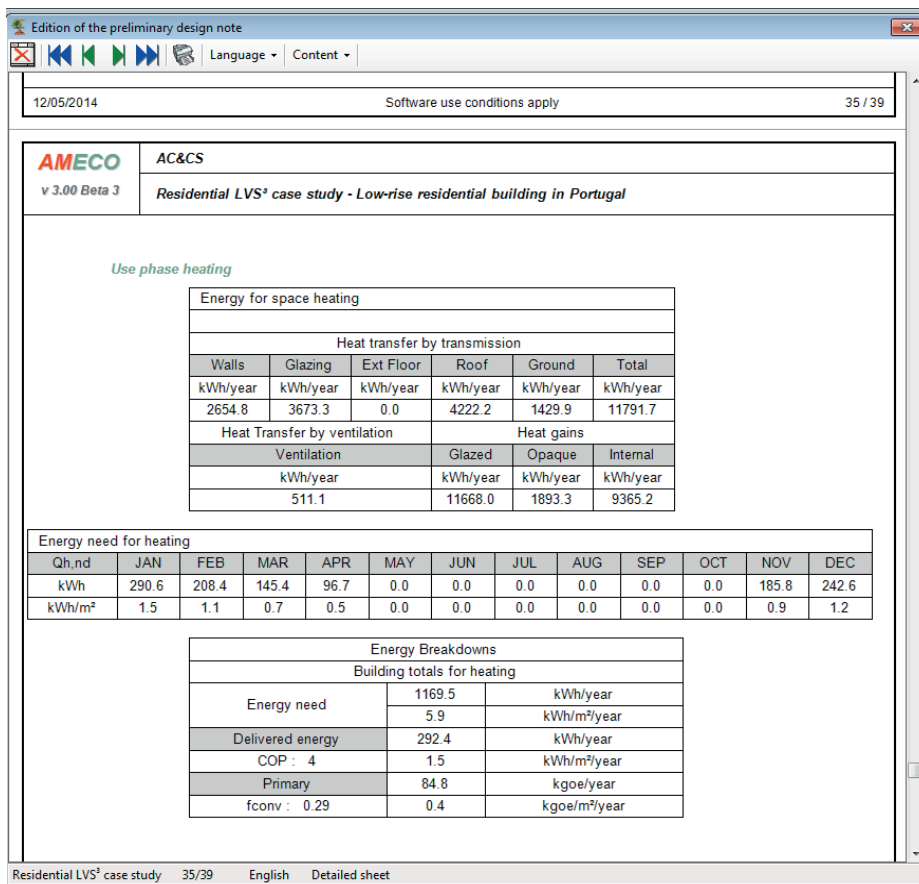 Edition of the preliminary design note
Language Content
12/05/2014 Software use conditions apply 35 / 39
AMECO AC&CS
v 3.00 Beta 3 Residential LVS³ case study - Low-rise residential building in Portugal
Use phase heating
Energy for space heating
Heat transfer by transmission
Walls Glazing Ext Floor Roof Ground Total
kWh/year kWh/year kWh/year kWh/year kWh/year kWh/year
2654.8 3673.3 0.0 4222.2 1429.9 11791.7
Heat Transfer by ventilation Heat gains
Ventilation Glazed Opaque Internal
kWh/year kWh/year kWh/year kWh/year
511.1 11668.0 1893.3 9365.2
Energy need for heating
Qh,nd JAN FEB MAR APR MAY JUN JUL AUG SEP OCT NOV DEC
kWh 290.6 208.4 145.4 96.7 0.0 0.0 0.0 0.0 0.0 0.0 185.8 242.6
kWh/m² 1.5 1.1 0.7 0.5 0.0 0.0 0.0 0.0 0.0 0.0 0.9 1.2
Energy Breakdowns
Building totals for heating
Energy need 1169.5 kWh/year
5.9 kWh/m²/year
Delivered energy 292.4 kWh/year
COP : 4 1.5 kWh/m²/year
Primary 84.8 kgoe/year
fconv : 0.29 0.4 kgoe/m²/year
Residential LVS³ case study 35/39 English Detailed sheet